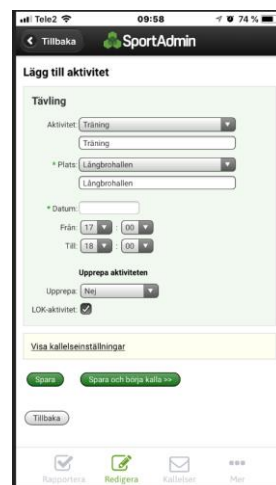 Tele2 09:58 74 %
Tillbaka SportAdmin
Lägg till aktivitet
Tävling
Aktivitet: Träning
Träning
* Plats: Långbrohallen
Långbrohallen
* Datum:
Från: 17 : 00
Till: 18 : 00
Upprepa aktiviteten
Upprepa: Nej
LOK-aktivitet:
Visa kallelseinställningar
Spara Spara och börja kalla >>
Tillbaka
Rapportera Redigera Kallelser Mer